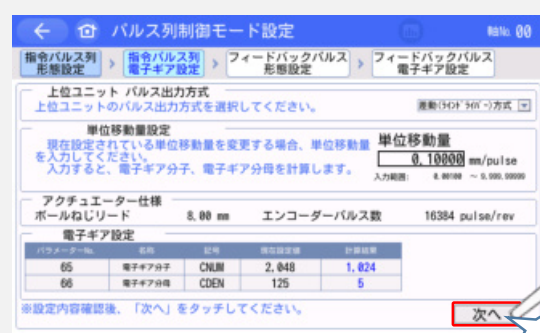 パルス列制御モード設定
軸No. 00
指令パルス列
形態設定
指令パルス列
電子ギア設定
フィードバックパルス
形態設定
フィードバックパルス
電子ギア設定
上位ユニット パルス出力方式
上位ユニットのパルス出力方式を選択してください。
差動(ラインドライバー)方式
単位移動量設定
現在設定されている単位移動量を変更する場合、単位移動量
を入力してください。
入力すると、電子ギア分子、電子ギア分母を計算します。
単位移動量
0.10000 mm/pulse
入力範囲: 0.00100 ~ 9.999.99999
アクチュエーター仕様
ボールねじリード 8.00 mm エンコーダーパルス数 16384 pulse/rev
電子ギア設定
パラメーターNo. 名称 記号 現在設定値 計算結果
65 電子ギア分子 CNUM 2,048 1,024
66 電子ギア分母 CDEN 125 5
※設定内容確認後、「次へ」をタッチしてください。
次へ